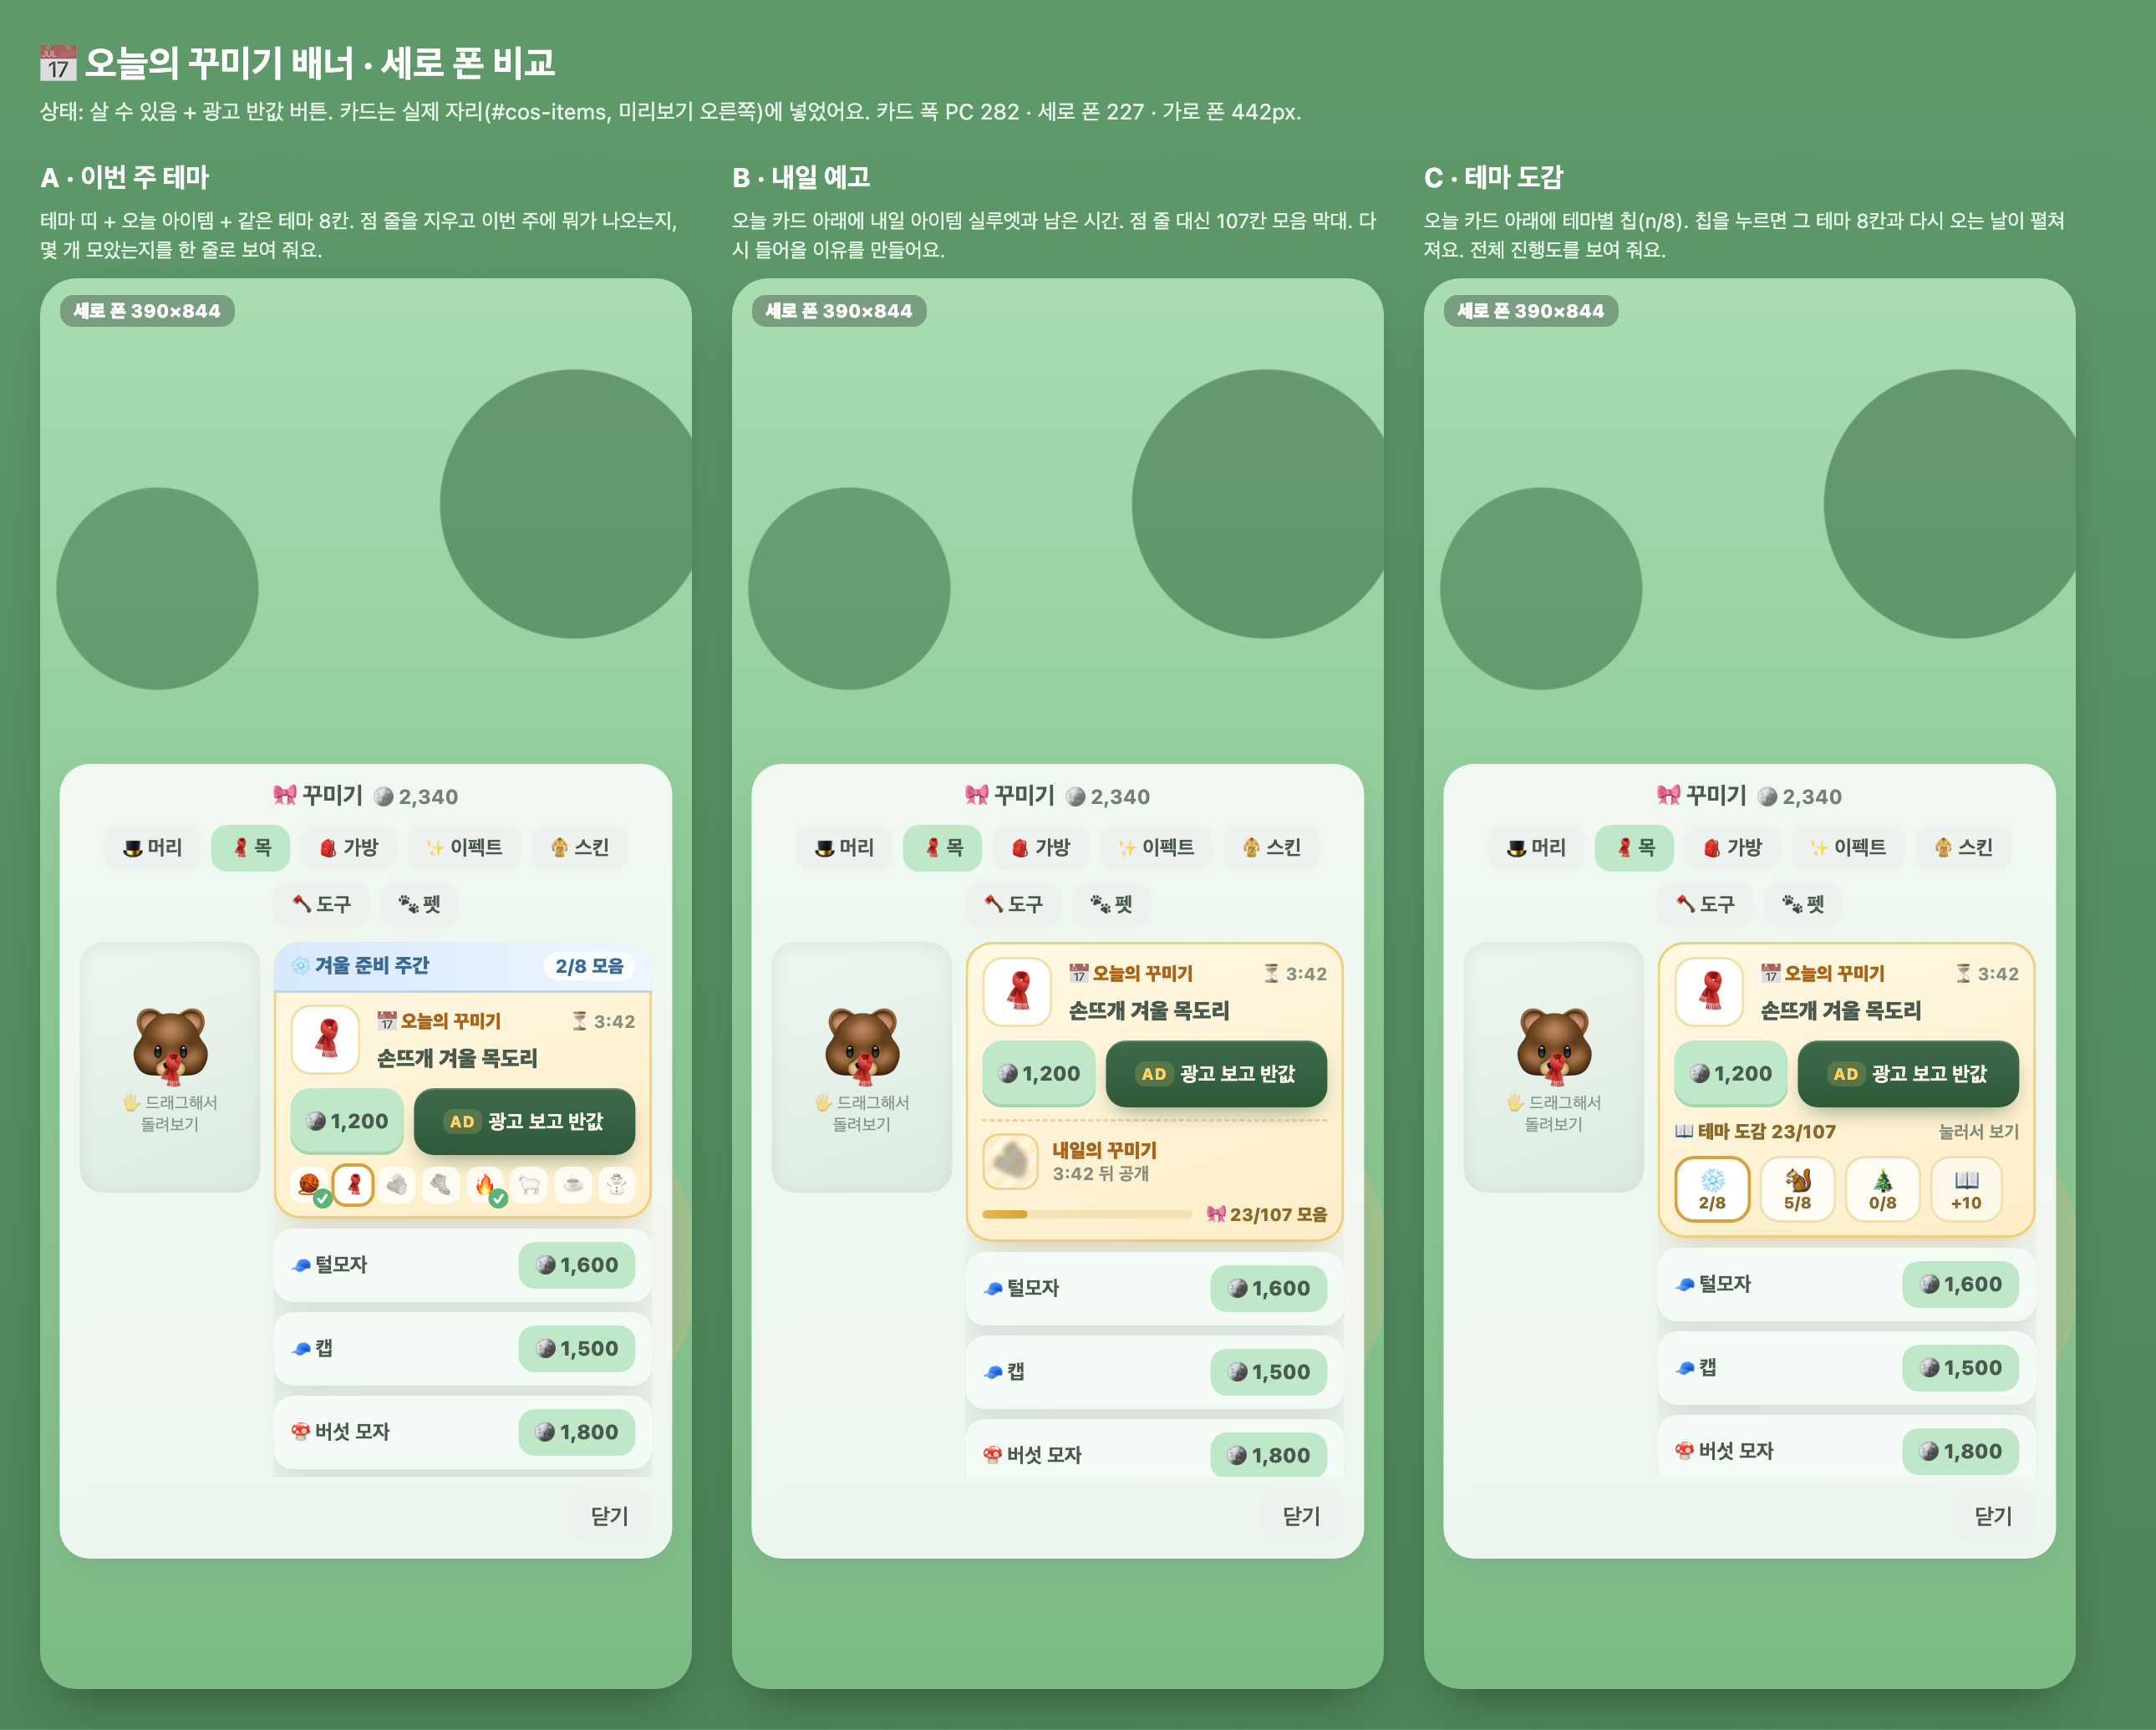 오늘의 꾸미기 배너 · 세로 폰 비교
상태: 살 수 있음 + 광고 반값 버튼. 카드는 실제 자리(#cos-items, 미리보기 오른쪽)에 넣었어요. 카드 폭 PC 282 · 세로 폰 227 · 가로 폰 442px.
A · 이번 주 테마
테마 띠 + 오늘 아이템 + 같은 테마 8칸. 점 줄을 지우고 이번 주에 뭐가 나오는지,
몇 개 모았는지를 한 줄로 보여 줘요.
세로 폰 390×844
꾸미기 2,340
머리 목 가방 이펙트 스킨
도구 펫
드래그해서
돌려보기
겨울 준비 주간 2/8 모음
오늘의 꾸미기 3:42
손뜨개 겨울 목도리
1,200 AD 광고 보고 반값
털모자 1,600
캡 1,500
버섯 모자 1,800
닫기
B · 내일 예고
오늘 카드 아래에 내일 아이템 실루엣과 남은 시간. 점 줄 대신 107칸 모음 막대. 다
시 들어올 이유를 만들어요.
세로 폰 390×844
꾸미기 2,340
머리 목 가방 이펙트 스킨
도구 펫
드래그해서
돌려보기
오늘의 꾸미기 3:42
손뜨개 겨울 목도리
1,200 AD 광고 보고 반값
내일의 꾸미기
3:42 뒤 공개
23/107 모음
털모자 1,600
캡 1,500
버섯 모자 1,800
닫기
C · 테마 도감
오늘 카드 아래에 테마별 칩(n/8). 칩을 누르면 그 테마 8칸과 다시 오는 날이 펼쳐
져요. 전체 진행도를 보여 줘요.
세로 폰 390×844
꾸미기 2,340
머리 목 가방 이펙트 스킨
도구 펫
드래그해서
돌려보기
오늘의 꾸미기 3:42
손뜨개 겨울 목도리
1,200 AD 광고 보고 반값
테마 도감 23/107 눌러서 보기
2/8 5/8 0/8 +10
털모자 1,600
캡 1,500
버섯 모자 1,800
닫기